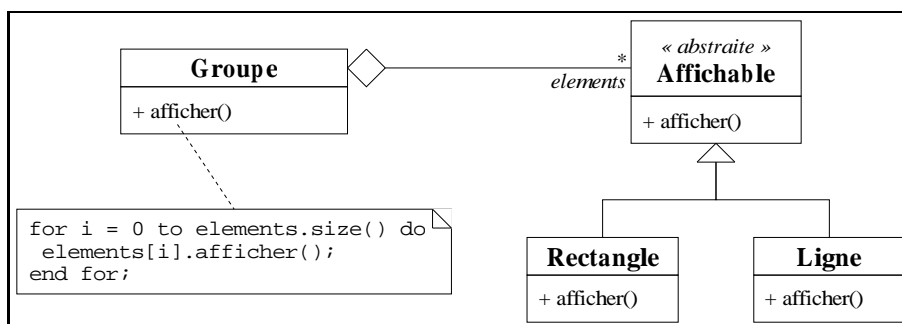 Groupe
+ afficher()
*
elements
« abstraite »
Affichable
+ afficher()
for i = 0 to elements.size() do
elements[i].afficher();
end for;
Rectangle
+ afficher()
Ligne
+ afficher()